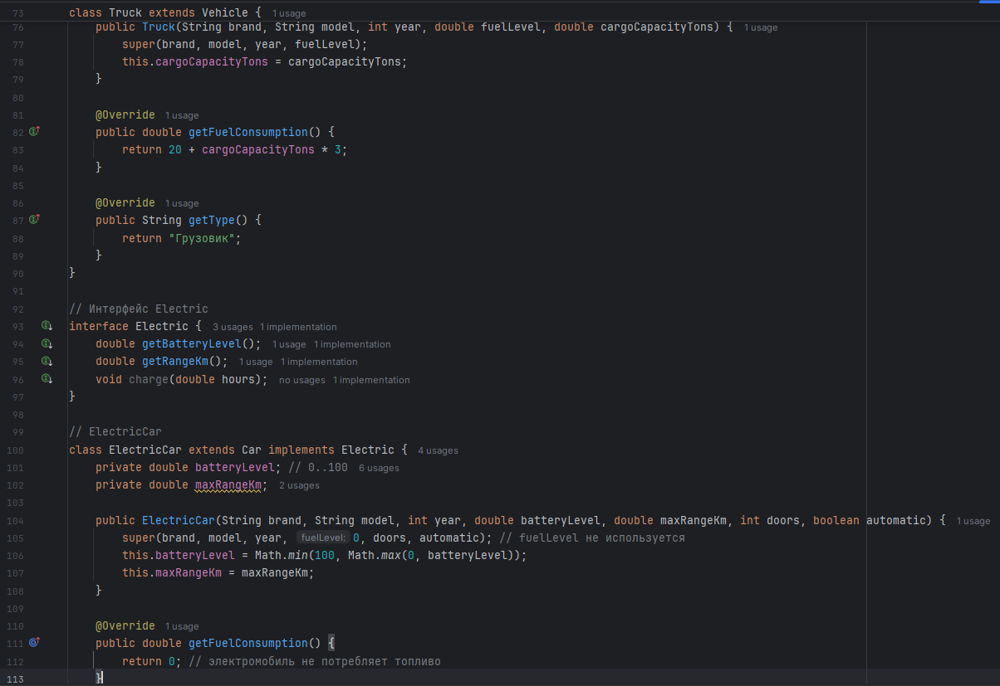 73 class Truck extends Vehicle { 1 usage
76 public Truck(String brand, String model, int year, double fuelLevel, double cargoCapacityTons) { 1 usage
77 super(brand, model, year, fuelLevel);
78 this.cargoCapacityTons = cargoCapacityTons;
79 }
80
81 @Override 1 usage
82 public double getFuelConsumption() {
83 return 20 + cargoCapacityTons * 3;
84 }
85
86 @Override 1 usage
87 public String getType() {
88 return "Грузовик";
89 }
90 }
91
92 // Интерфейс Electric
93 interface Electric { 3 usages 1 implementation
94 double getBatteryLevel(); 1 usage 1 implementation
95 double getRangeKm(); 1 usage 1 implementation
96 void charge(double hours); no usages 1 implementation
97 }
98
99 // ElectricCar
100 class ElectricCar extends Car implements Electric { 4 usages
101 private double batteryLevel; // 0..100 6 usages
102 private double maxRangeKm; 2 usages
103
104 public ElectricCar(String brand, String model, int year, double batteryLevel, double maxRangeKm, int doors, boolean automatic) { 1 usage
105 super(brand, model, year, fuelLevel: 0, doors, automatic); // fuelLevel не используется
106 this.batteryLevel = Math.min(100, Math.max(0, batteryLevel));
107 this.maxRangeKm = maxRangeKm;
108 }
109
110 @Override 1 usage
111 public double getFuelConsumption() {
112 return 0; // электромобиль не потребляет топливо
113 }